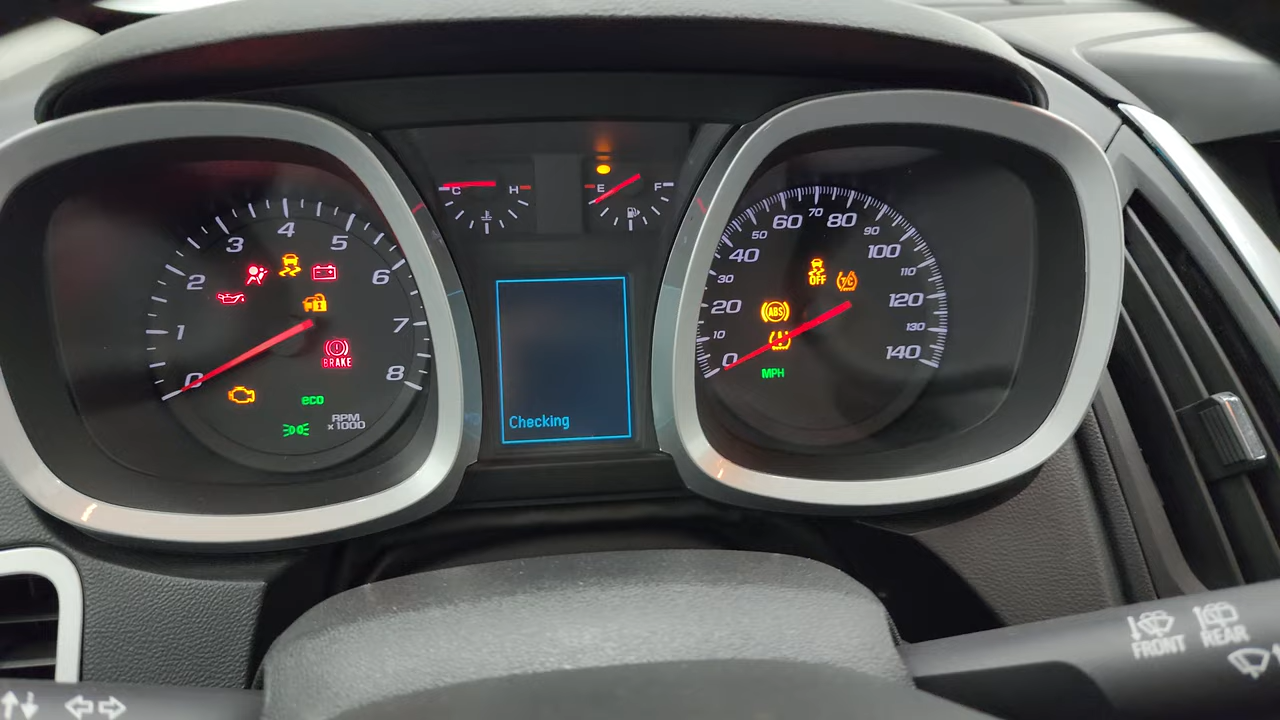 C H
E F
0 1 2 3 4 5 6 7 8
BRAKE
eco
RPM
x1000
Checking
0 10 20 30 40 50 60 70 80 90 100 110 120 130 140
OFF
T/C
ABS
MPH
FRONT
REAR